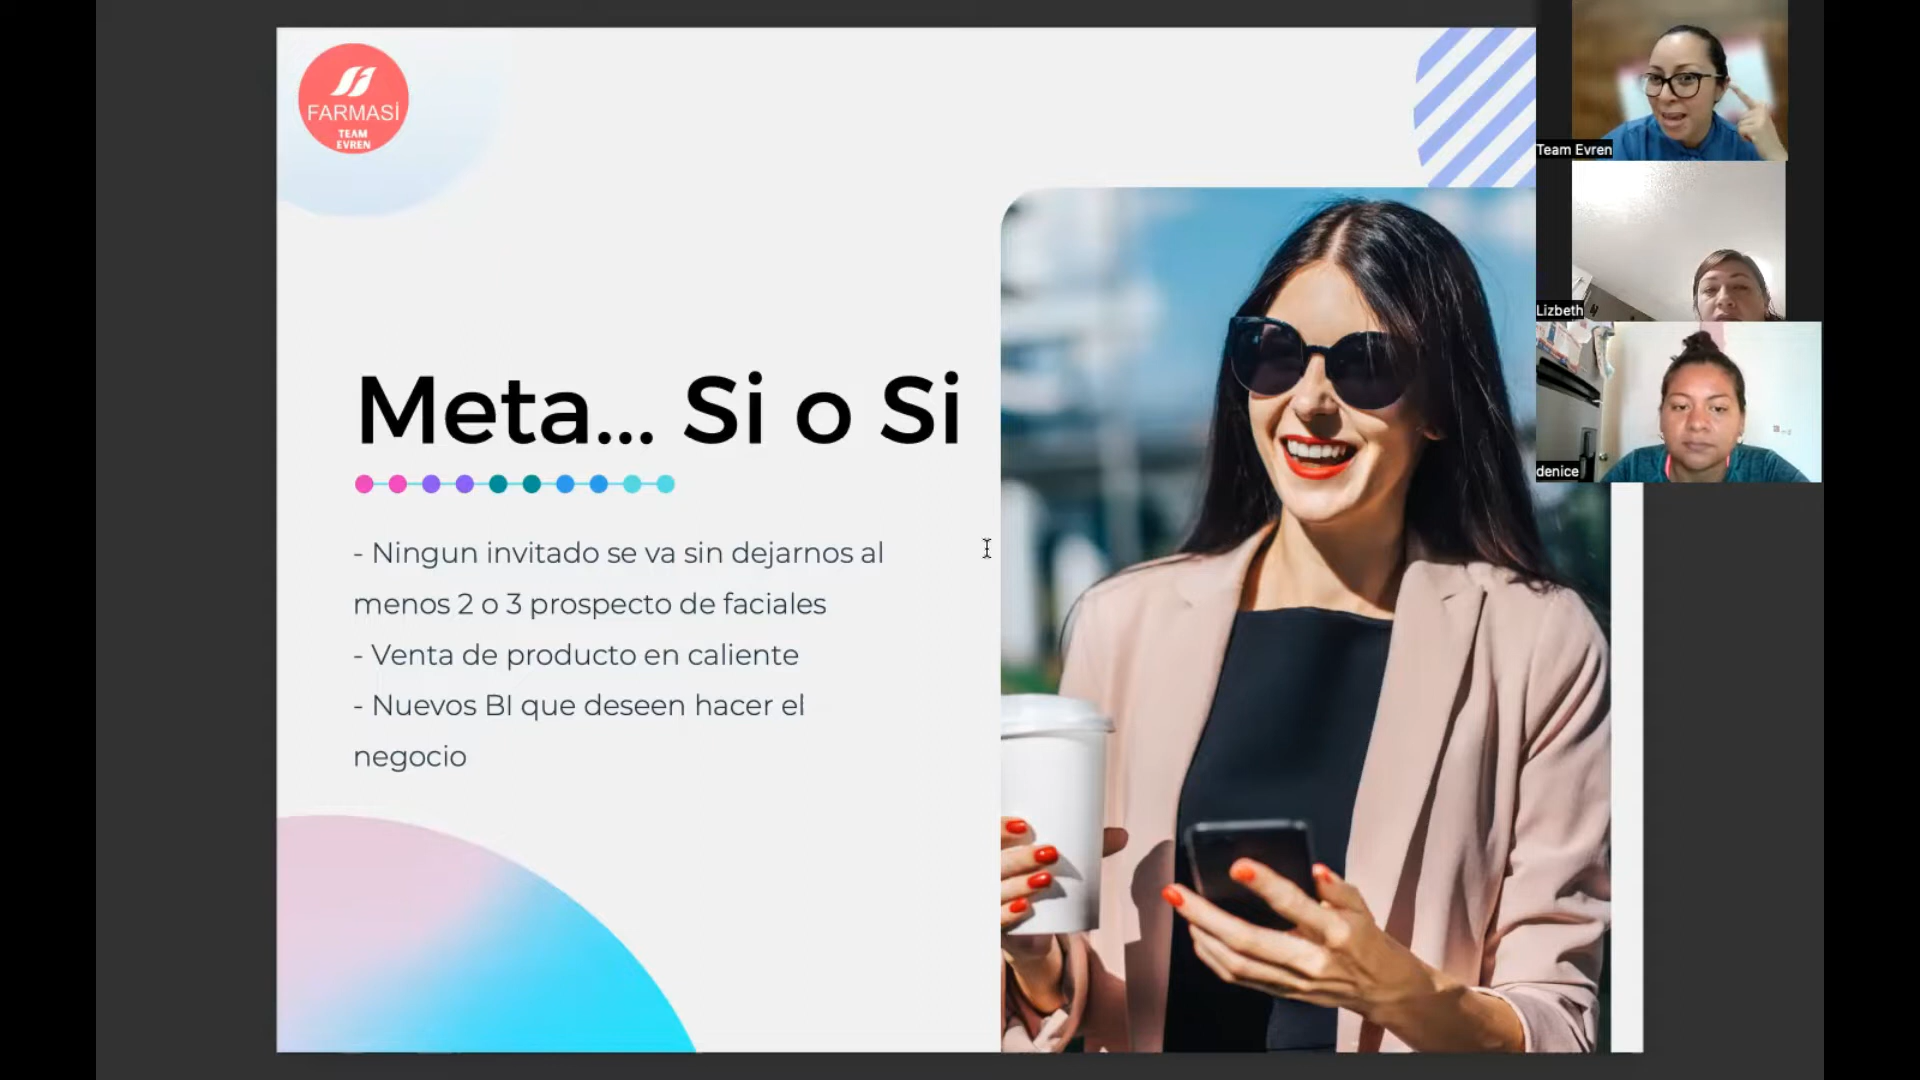 FARMASİ
TEAM
EVREN
Meta... Si o Si
- Ningun invitado se va sin dejarnos al
menos 2 o 3 prospecto de faciales
- Venta de producto en caliente
- Nuevos BI que deseen hacer el
negocio
Team Evren
Lizbeth
denice